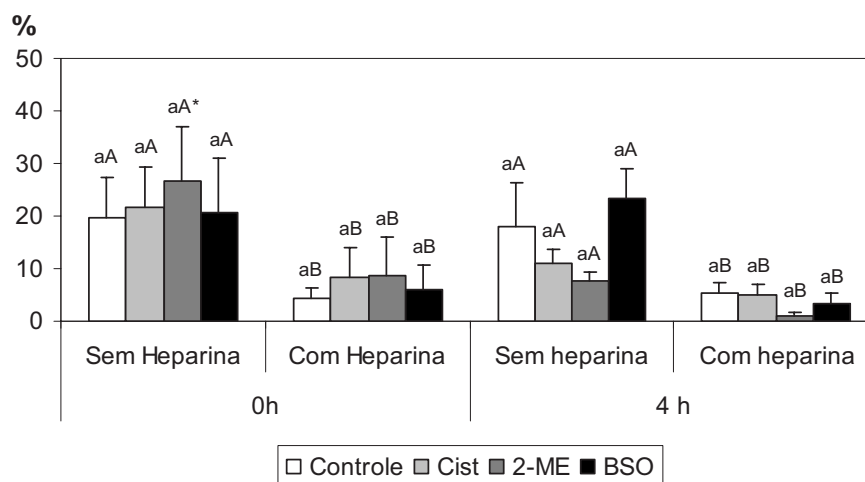 %
50
40
30
20
10
0
aA aA aA* aA
aB aB aB aB
aA aA aA aA
aB aB aB aB
Sem Heparina Com Heparina Sem heparina Com heparina
0h 4 h
Controle Cist 2-ME BSO